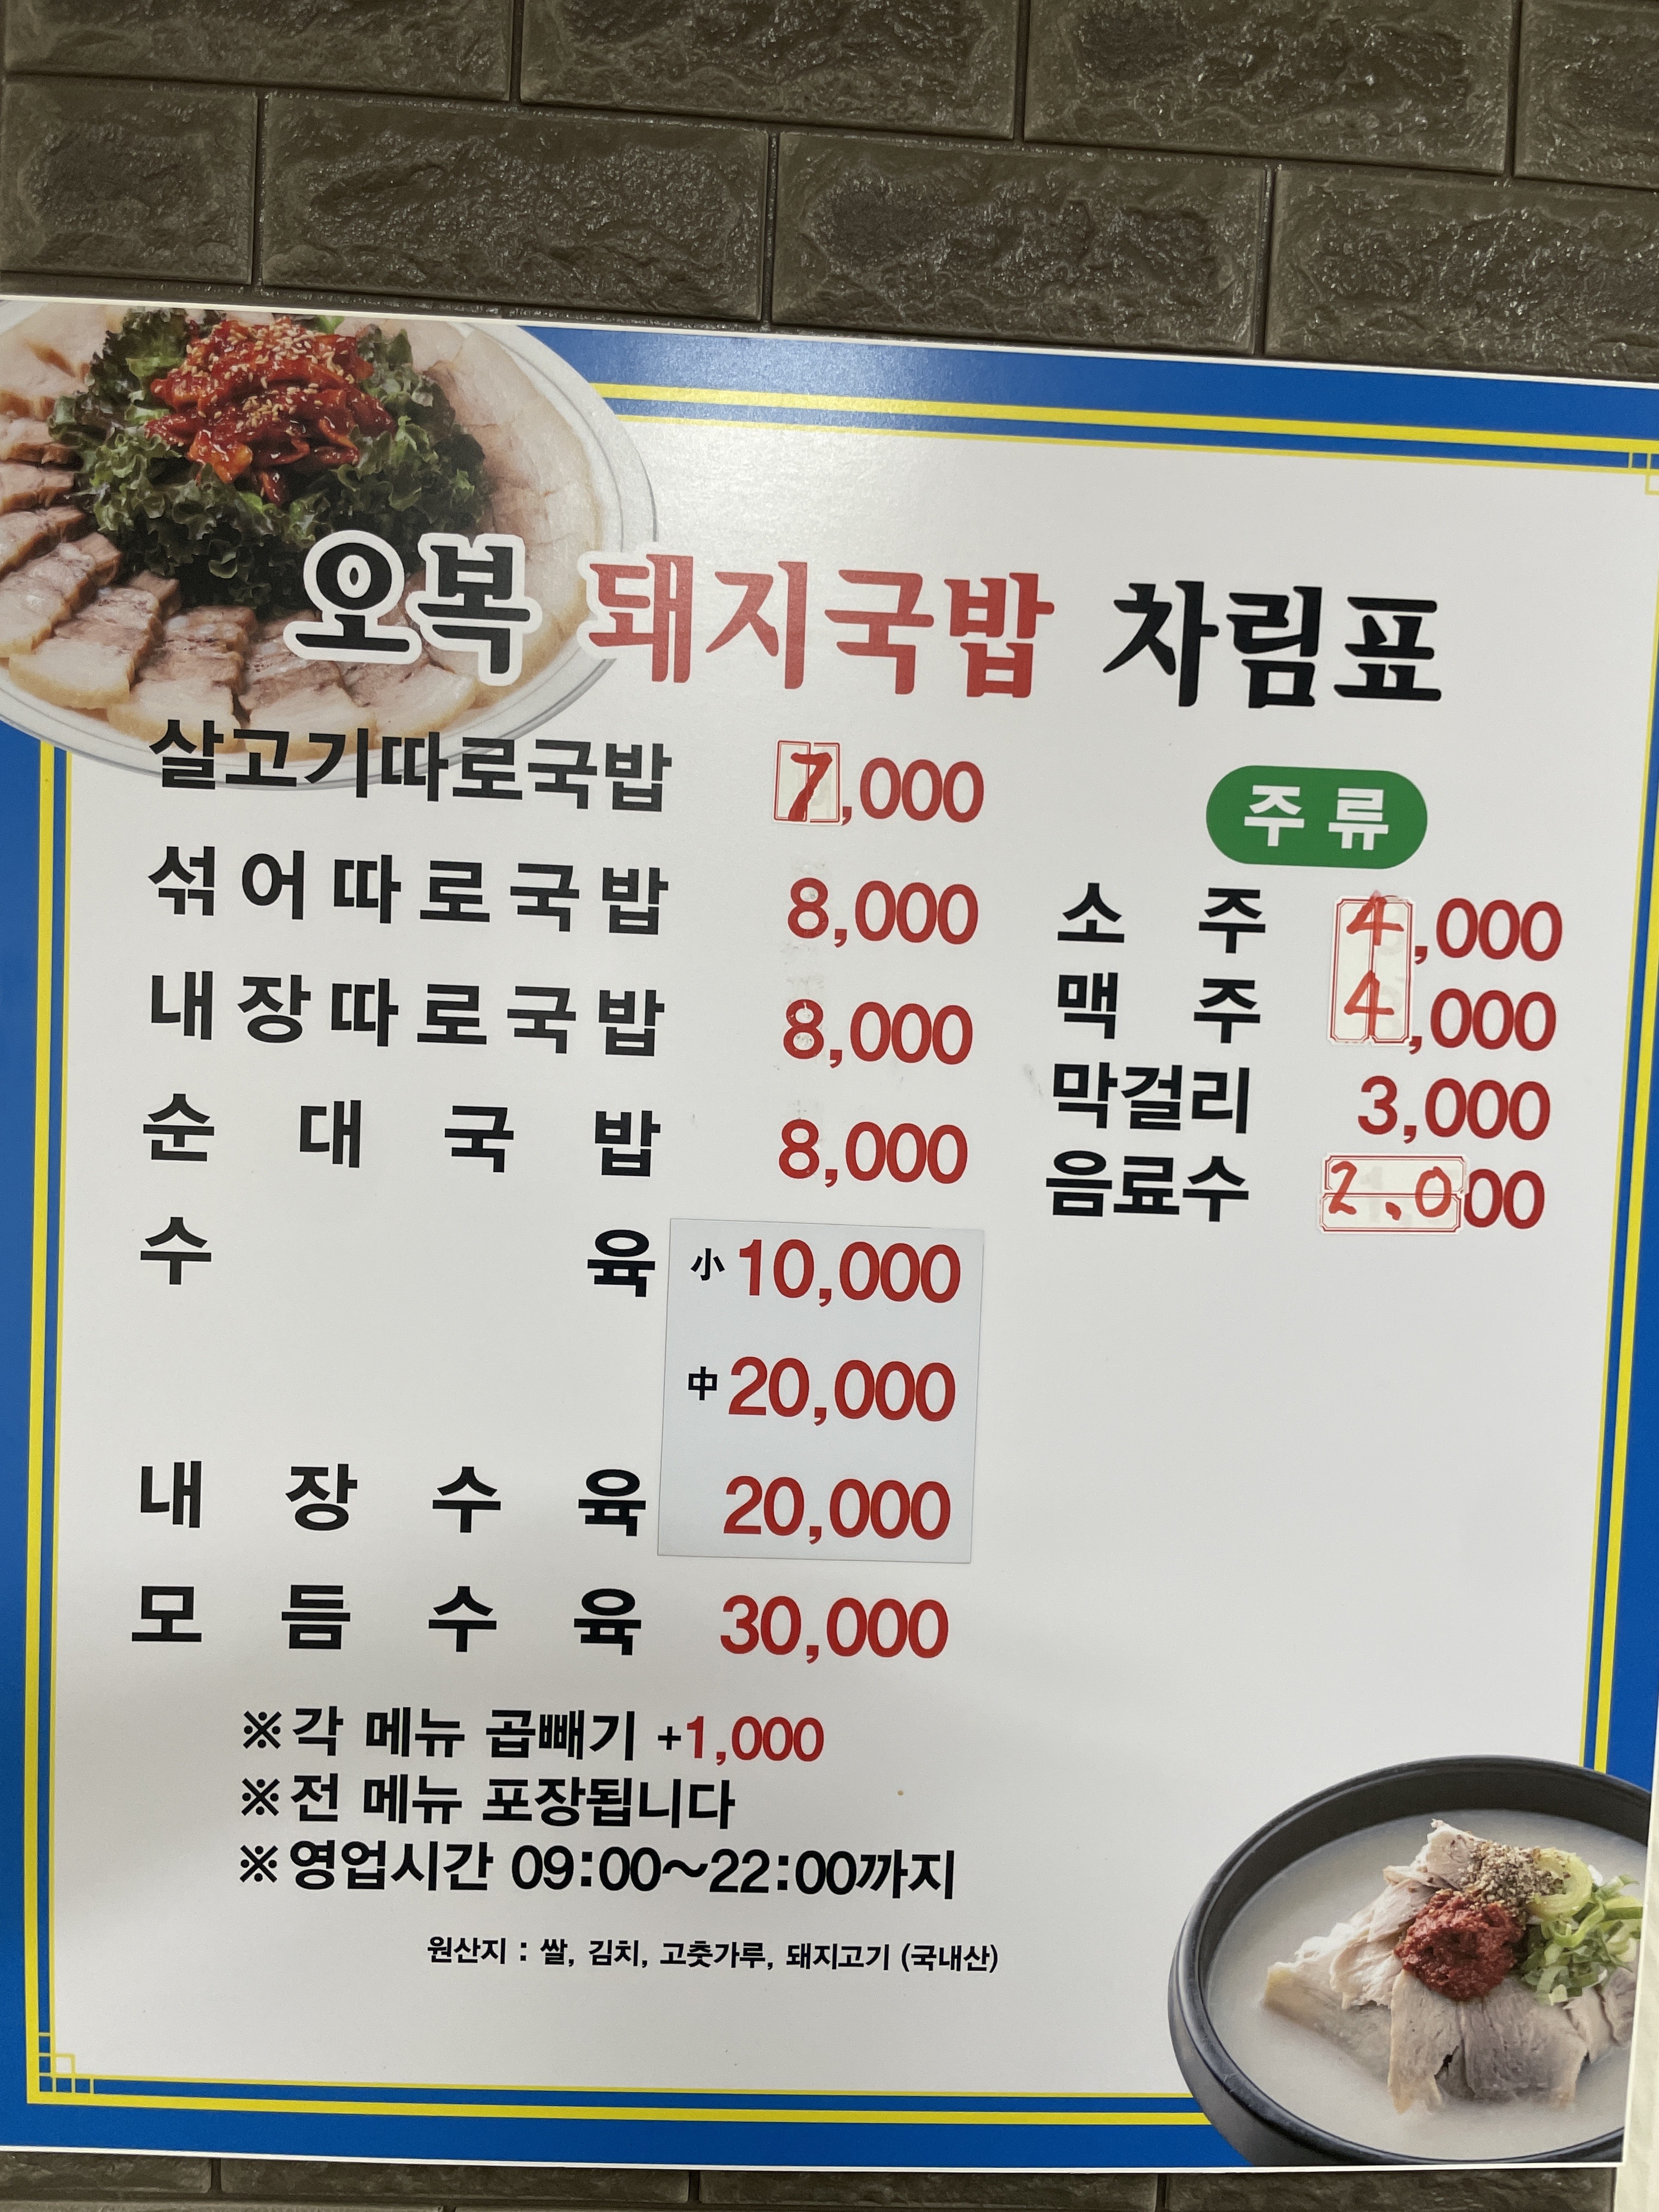 오복 돼지국밥 차림표
살고기따로국밥 7,000
섞어따로국밥 8,000
내장따로국밥 8,000
순대국밥 8,000
수육 小 10,000
中 20,000
내장수육 20,000
모듬수육 30,000
주류
소주 4,000
맥주 4,000
막걸리 3,000
음료수 2.000
※각 메뉴 곱빼기 +1,000
※전 메뉴 포장됩니다
※영업시간 09:00~22:00까지
원산지 : 쌀, 김치, 고춧가루, 돼지고기 (국내산)